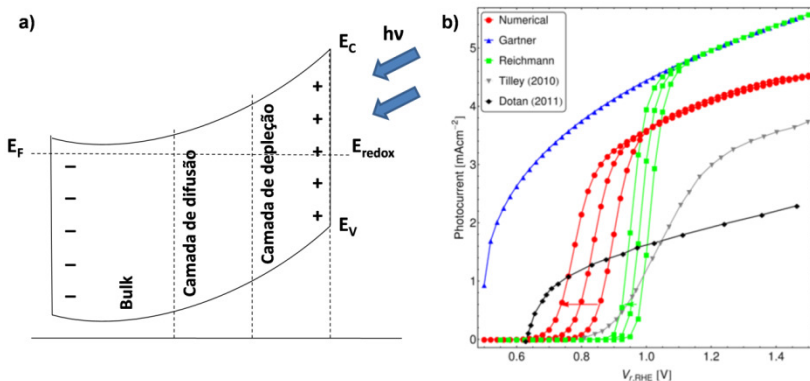 a)
E_C
hν
E_F
E_redox
E_V
Bulk
Camada de difusão
Camada de depleção
+
+
+
+
+
−
−
−
−
−
b)
Numerical
Gartner
Reichmann
Tilley (2010)
Dotan (2011)
Photocurrent [mAcm⁻²]
5
4
3
2
1
0
0.6
0.8
1.0
1.2
1.4
V_r,RHE [V]